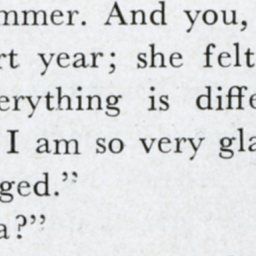 mmer. And you,
rt year; she felt
erything is diffe
I am so very gla
ged.”
a?”